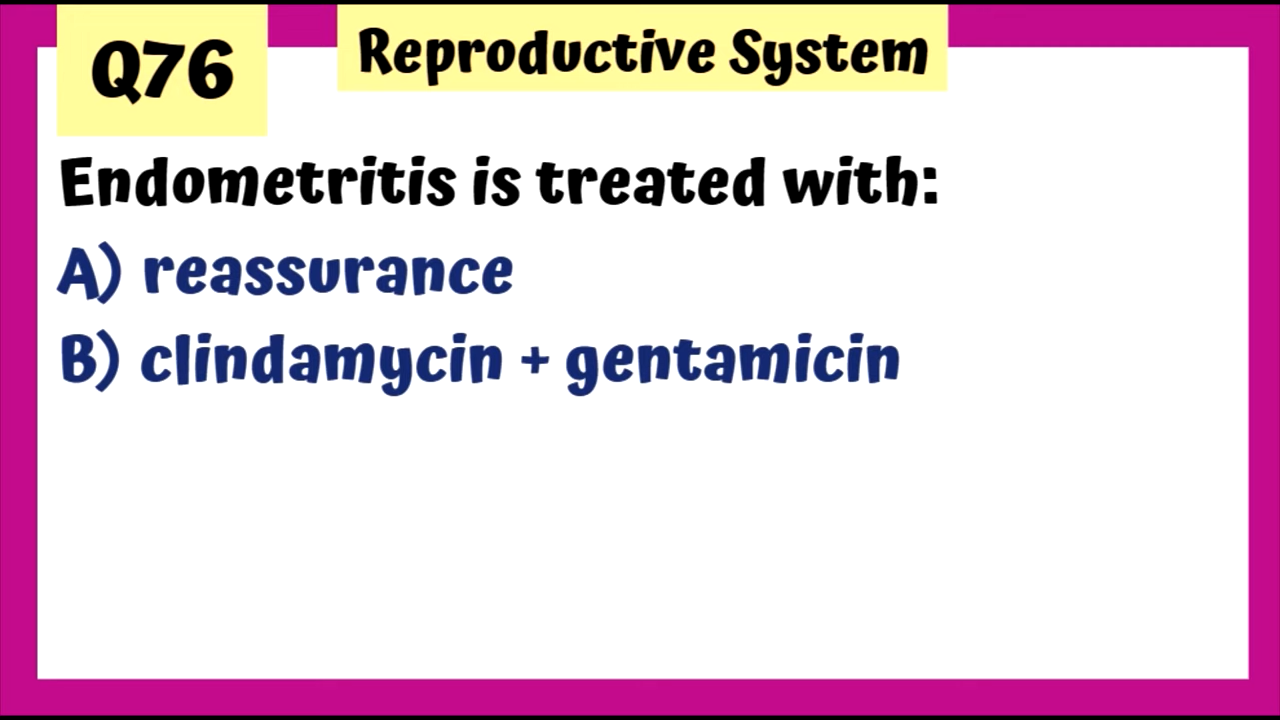 Q76
Reproductive System
Endometritis is treated with:
A) reassurance
B) clindamycin + gentamicin